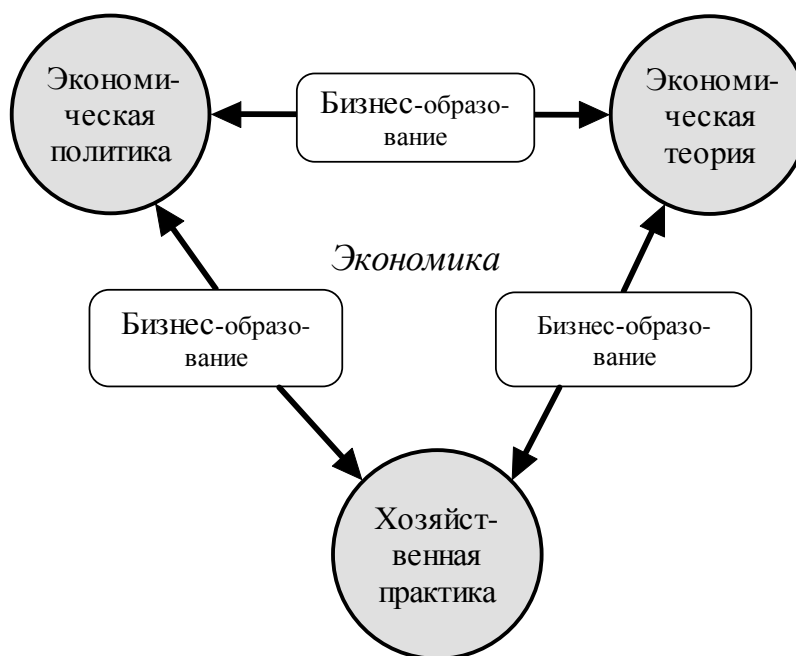 Экономи-
ческая
политика
Бизнес-образо-
вание
Экономи-
ческая
теория
Экономика
Бизнес-образо-
вание
Бизнес-образо-
вание
Хозяйст-
венная
практика